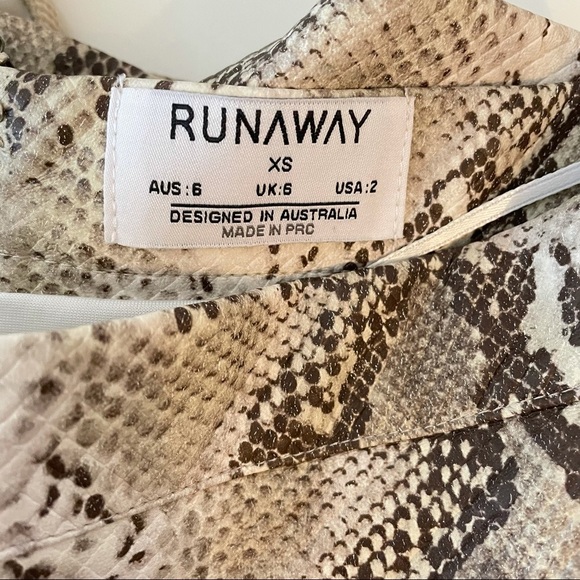 RUNAWAY
XS
AUS:6 UK:6 USA:2
DESIGNED IN AUSTRALIA
MADE IN PRC